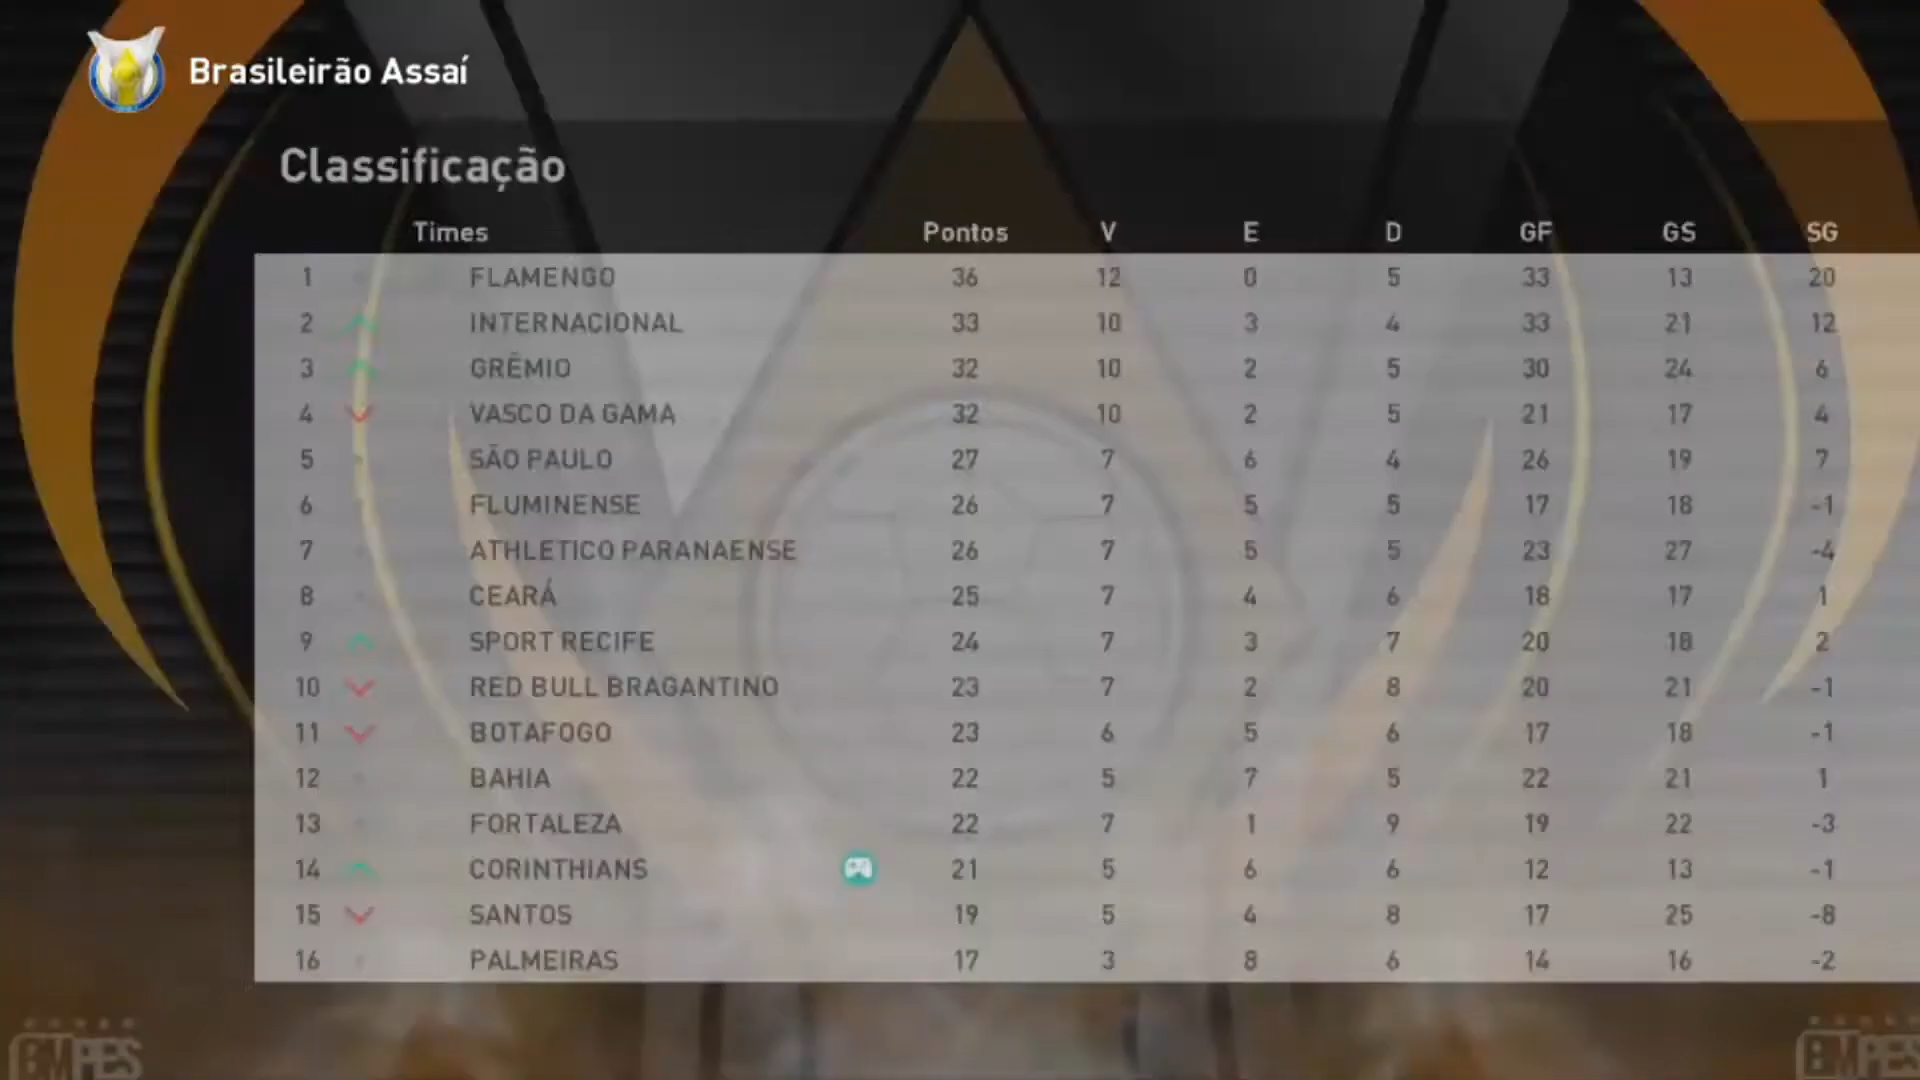 Brasileirão Assaí
Classificação
Times Pontos V E D GF GS SG
1 FLAMENGO 36 12 0 5 33 13 20
2 INTERNACIONAL 33 10 3 4 33 21 12
3 GRÊMIO 32 10 2 5 30 24 6
4 VASCO DA GAMA 32 10 2 5 21 17 4
5 SÃO PAULO 27 7 6 4 26 19 7
6 FLUMINENSE 26 7 5 5 17 18 -1
7 ATHLETICO PARANAENSE 26 7 5 5 23 27 -4
8 CEARÁ 25 7 4 6 18 17 1
9 SPORT RECIFE 24 7 3 7 20 18 2
10 RED BULL BRAGANTINO 23 7 2 8 20 21 -1
11 BOTAFOGO 23 6 5 6 17 18 -1
12 BAHIA 22 5 7 5 22 21 1
13 FORTALEZA 22 7 1 9 19 22 -3
14 CORINTHIANS 21 5 6 6 12 13 -1
15 SANTOS 19 5 4 8 17 25 -8
16 PALMEIRAS 17 3 8 6 14 16 -2
BMPES BMPES